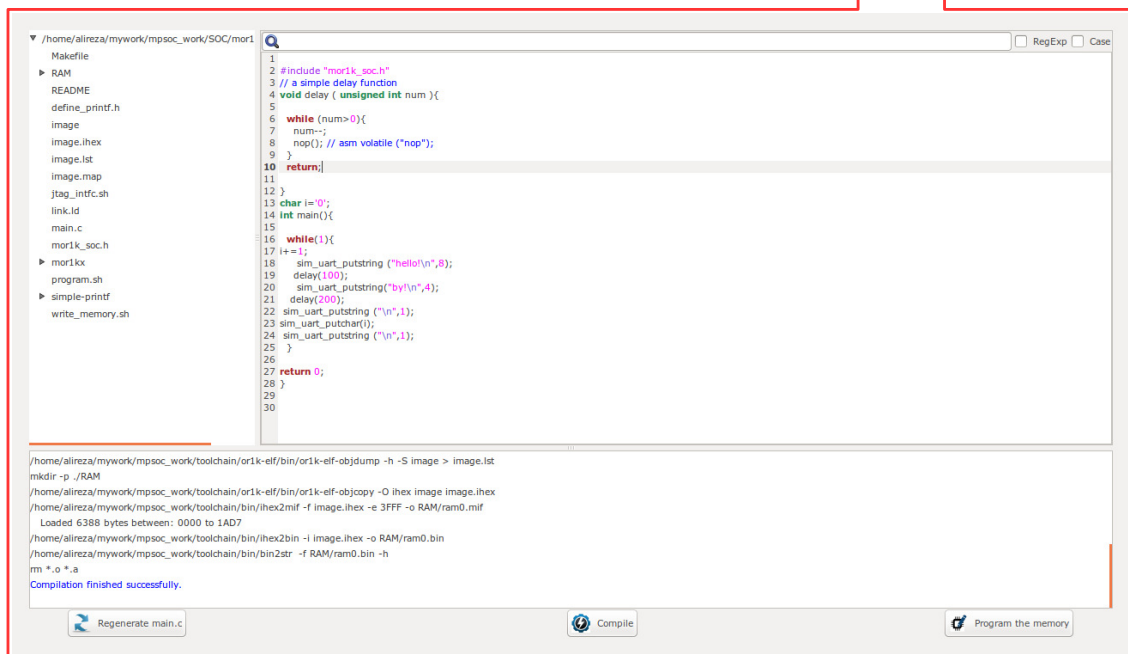 /home/alireza/mywork/mpsoc_work/SOC/mor1
Makefile
RAM
README
define_printf.h
image
image.ihex
image.lst
image.map
jtag_intfc.sh
link.ld
main.c
mor1k_soc.h
mor1kx
program.sh
simple-printf
write_memory.sh
RegExp Case
1
2 #include "mor1k_soc.h"
3 // a simple delay function
4 void delay ( unsigned int num ){
5
6 while (num>0){
7 num--;
8 nop(); // asm volatile ("nop");
9 }
10 return;
11
12 }
13 char i='0';
14 int main(){
15
16 while(1){
17 i+=1;
18 sim_uart_putstring ("hello!\n",8);
19 delay(100);
20 sim_uart_putstring("by!\n",4);
21 delay(200);
22 sim_uart_putstring ("\n",1);
23 sim_uart_putchar(i);
24 sim_uart_putstring ("\n",1);
25 }
26
27 return 0;
28 }
29
30
/home/alireza/mywork/mpsoc_work/toolchain/or1k-elf/bin/or1k-elf-objdump -h -S image > image.lst
mkdir -p ./RAM
/home/alireza/mywork/mpsoc_work/toolchain/or1k-elf/bin/or1k-elf-objcopy -O ihex image image.ihex
/home/alireza/mywork/mpsoc_work/toolchain/bin/ihex2mif -f image.ihex -e 3FFF -o RAM/ram0.mif
Loaded 6388 bytes between: 0000 to 1AD7
/home/alireza/mywork/mpsoc_work/toolchain/bin/ihex2bin -i image.ihex -o RAM/ram0.bin
/home/alireza/mywork/mpsoc_work/toolchain/bin/bin2str -f RAM/ram0.bin -h
rm *.o *.a
Compilation finished successfully.
Regenerate main.c
Compile
Program the memory